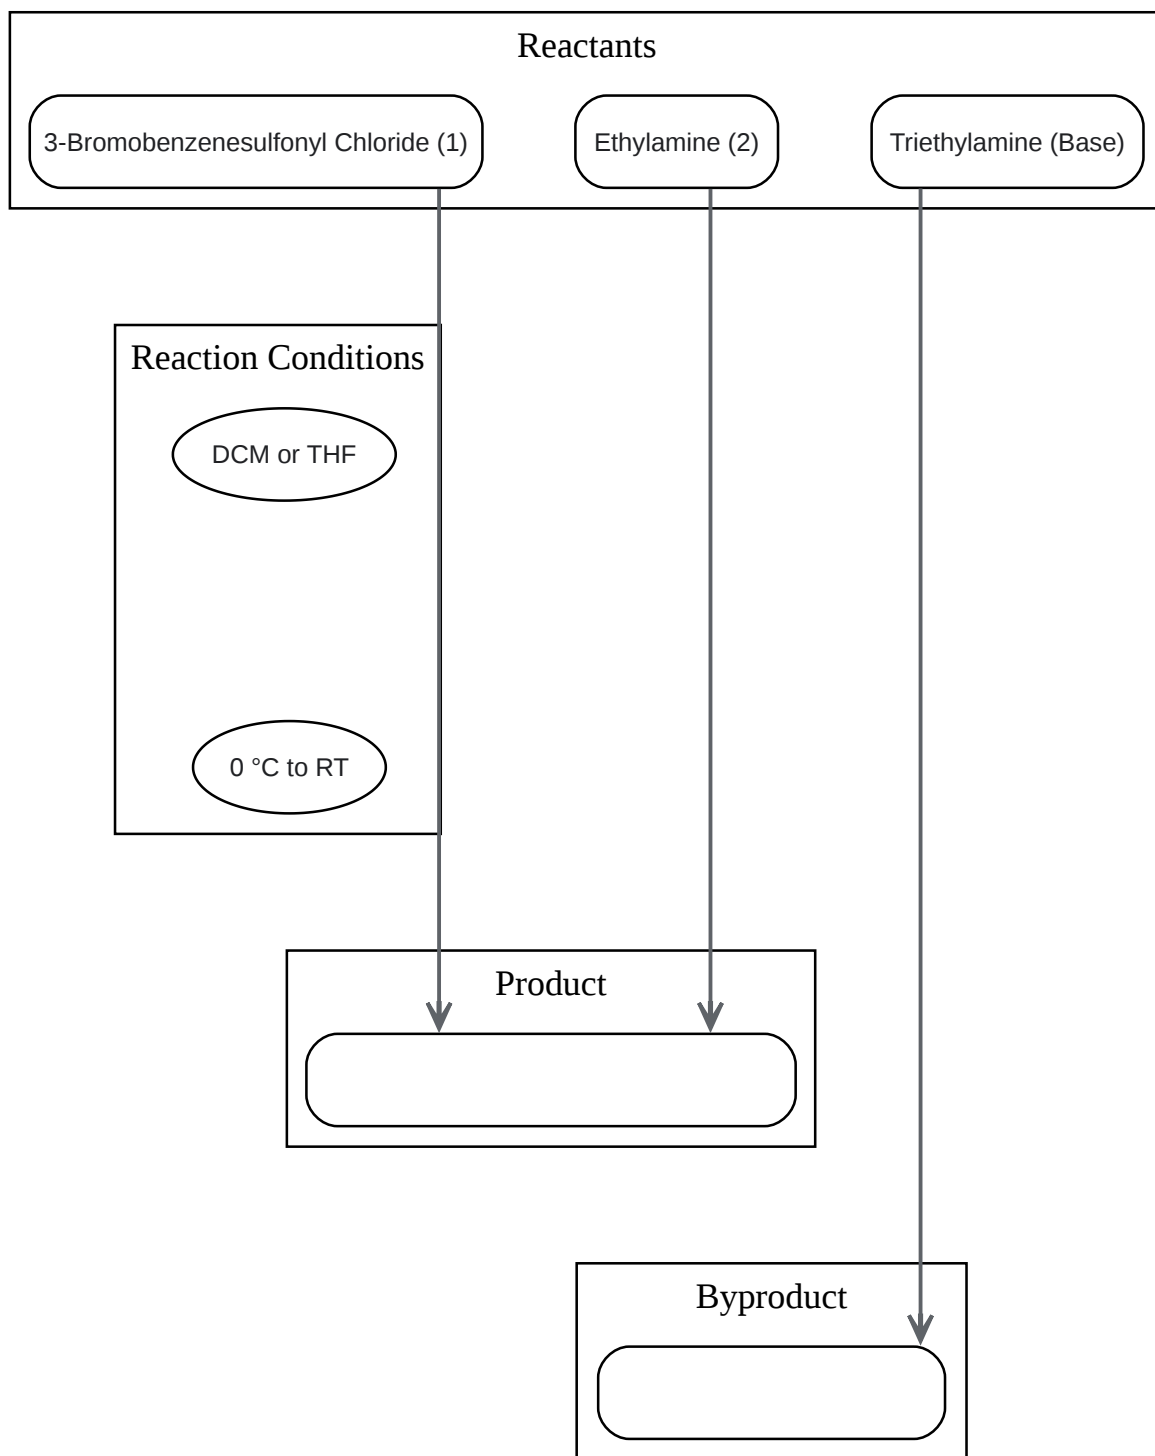 Reactants
3-Bromobenzenesulfonyl Chloride (1)
Ethylamine (2)
Triethylamine (Base)
Reaction Conditions
DCM or THF
0 °C to RT
Product
Byproduct